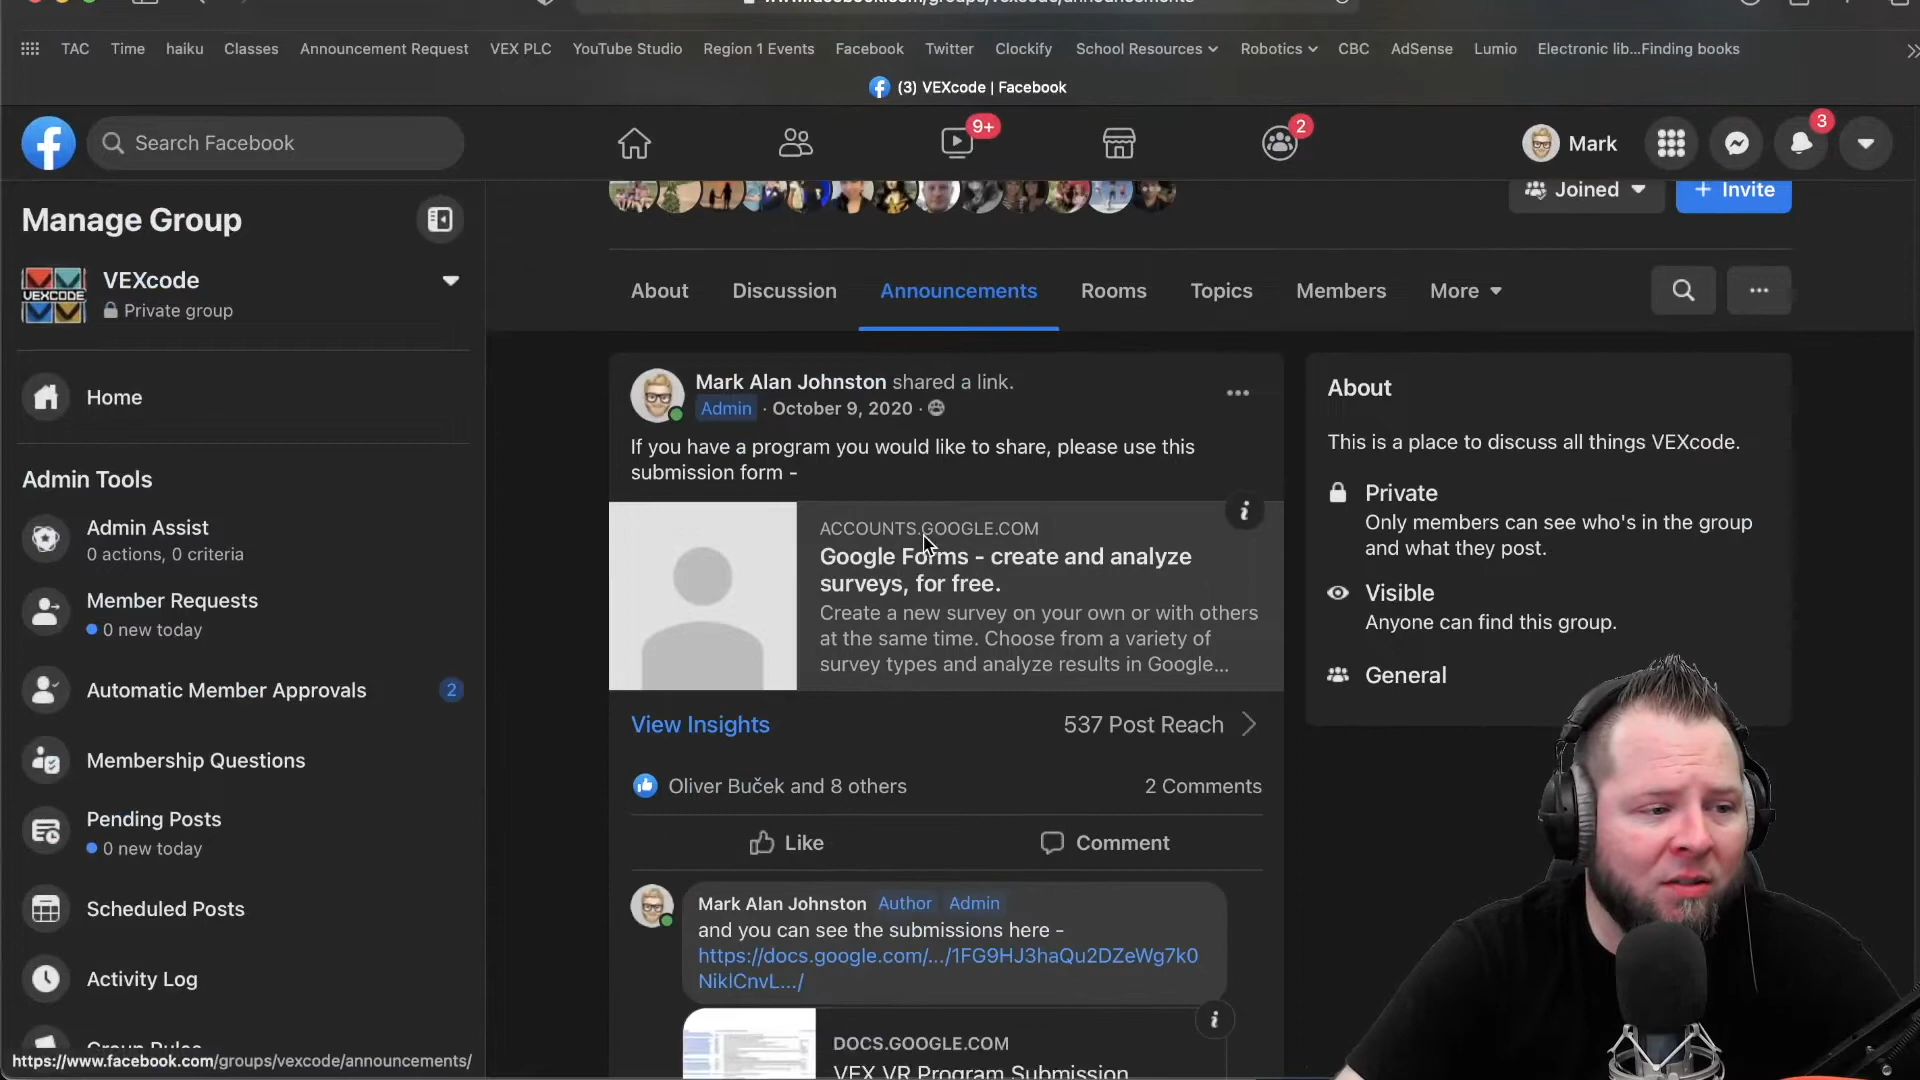 www.facebook.com/groups/vexcode/announcements
TAC Time haiku Classes Announcement Request VEX PLC YouTube Studio Region 1 Events Facebook Twitter Clockify School Resources Robotics CBC AdSense Lumio Electronic lib...Finding books
(3) VEXcode | Facebook
Search Facebook
9+
2
Mark
3
Manage Group
Joined
+ Invite
VEXCODE
VEXcode
Private group
About Discussion Announcements Rooms Topics Members More
Home
Mark Alan Johnston shared a link.
Admin · October 9, 2020 ·
If you have a program you would like to share, please use this
submission form -
ACCOUNTS.GOOGLE.COM
Google Forms - create and analyze
surveys, for free.
Create a new survey on your own or with others
at the same time. Choose from a variety of
survey types and analyze results in Google...
View Insights
537 Post Reach
Oliver Buček and 8 others
2 Comments
Like
Comment
Mark Alan Johnston Author Admin
and you can see the submissions here -
https://docs.google.com/.../1FG9HJ3haQu2DZeWg7k0
NiklCnvL.../
DOCS.GOOGLE.COM
VEX VR Program Submission
About
This is a place to discuss all things VEXcode.
Private
Only members can see who's in the group
and what they post.
Visible
Anyone can find this group.
General
Admin Tools
Admin Assist
0 actions, 0 criteria
Member Requests
0 new today
Automatic Member Approvals
2
Membership Questions
Pending Posts
0 new today
Scheduled Posts
Activity Log
Group Rules
https://www.facebook.com/groups/vexcode/announcements/